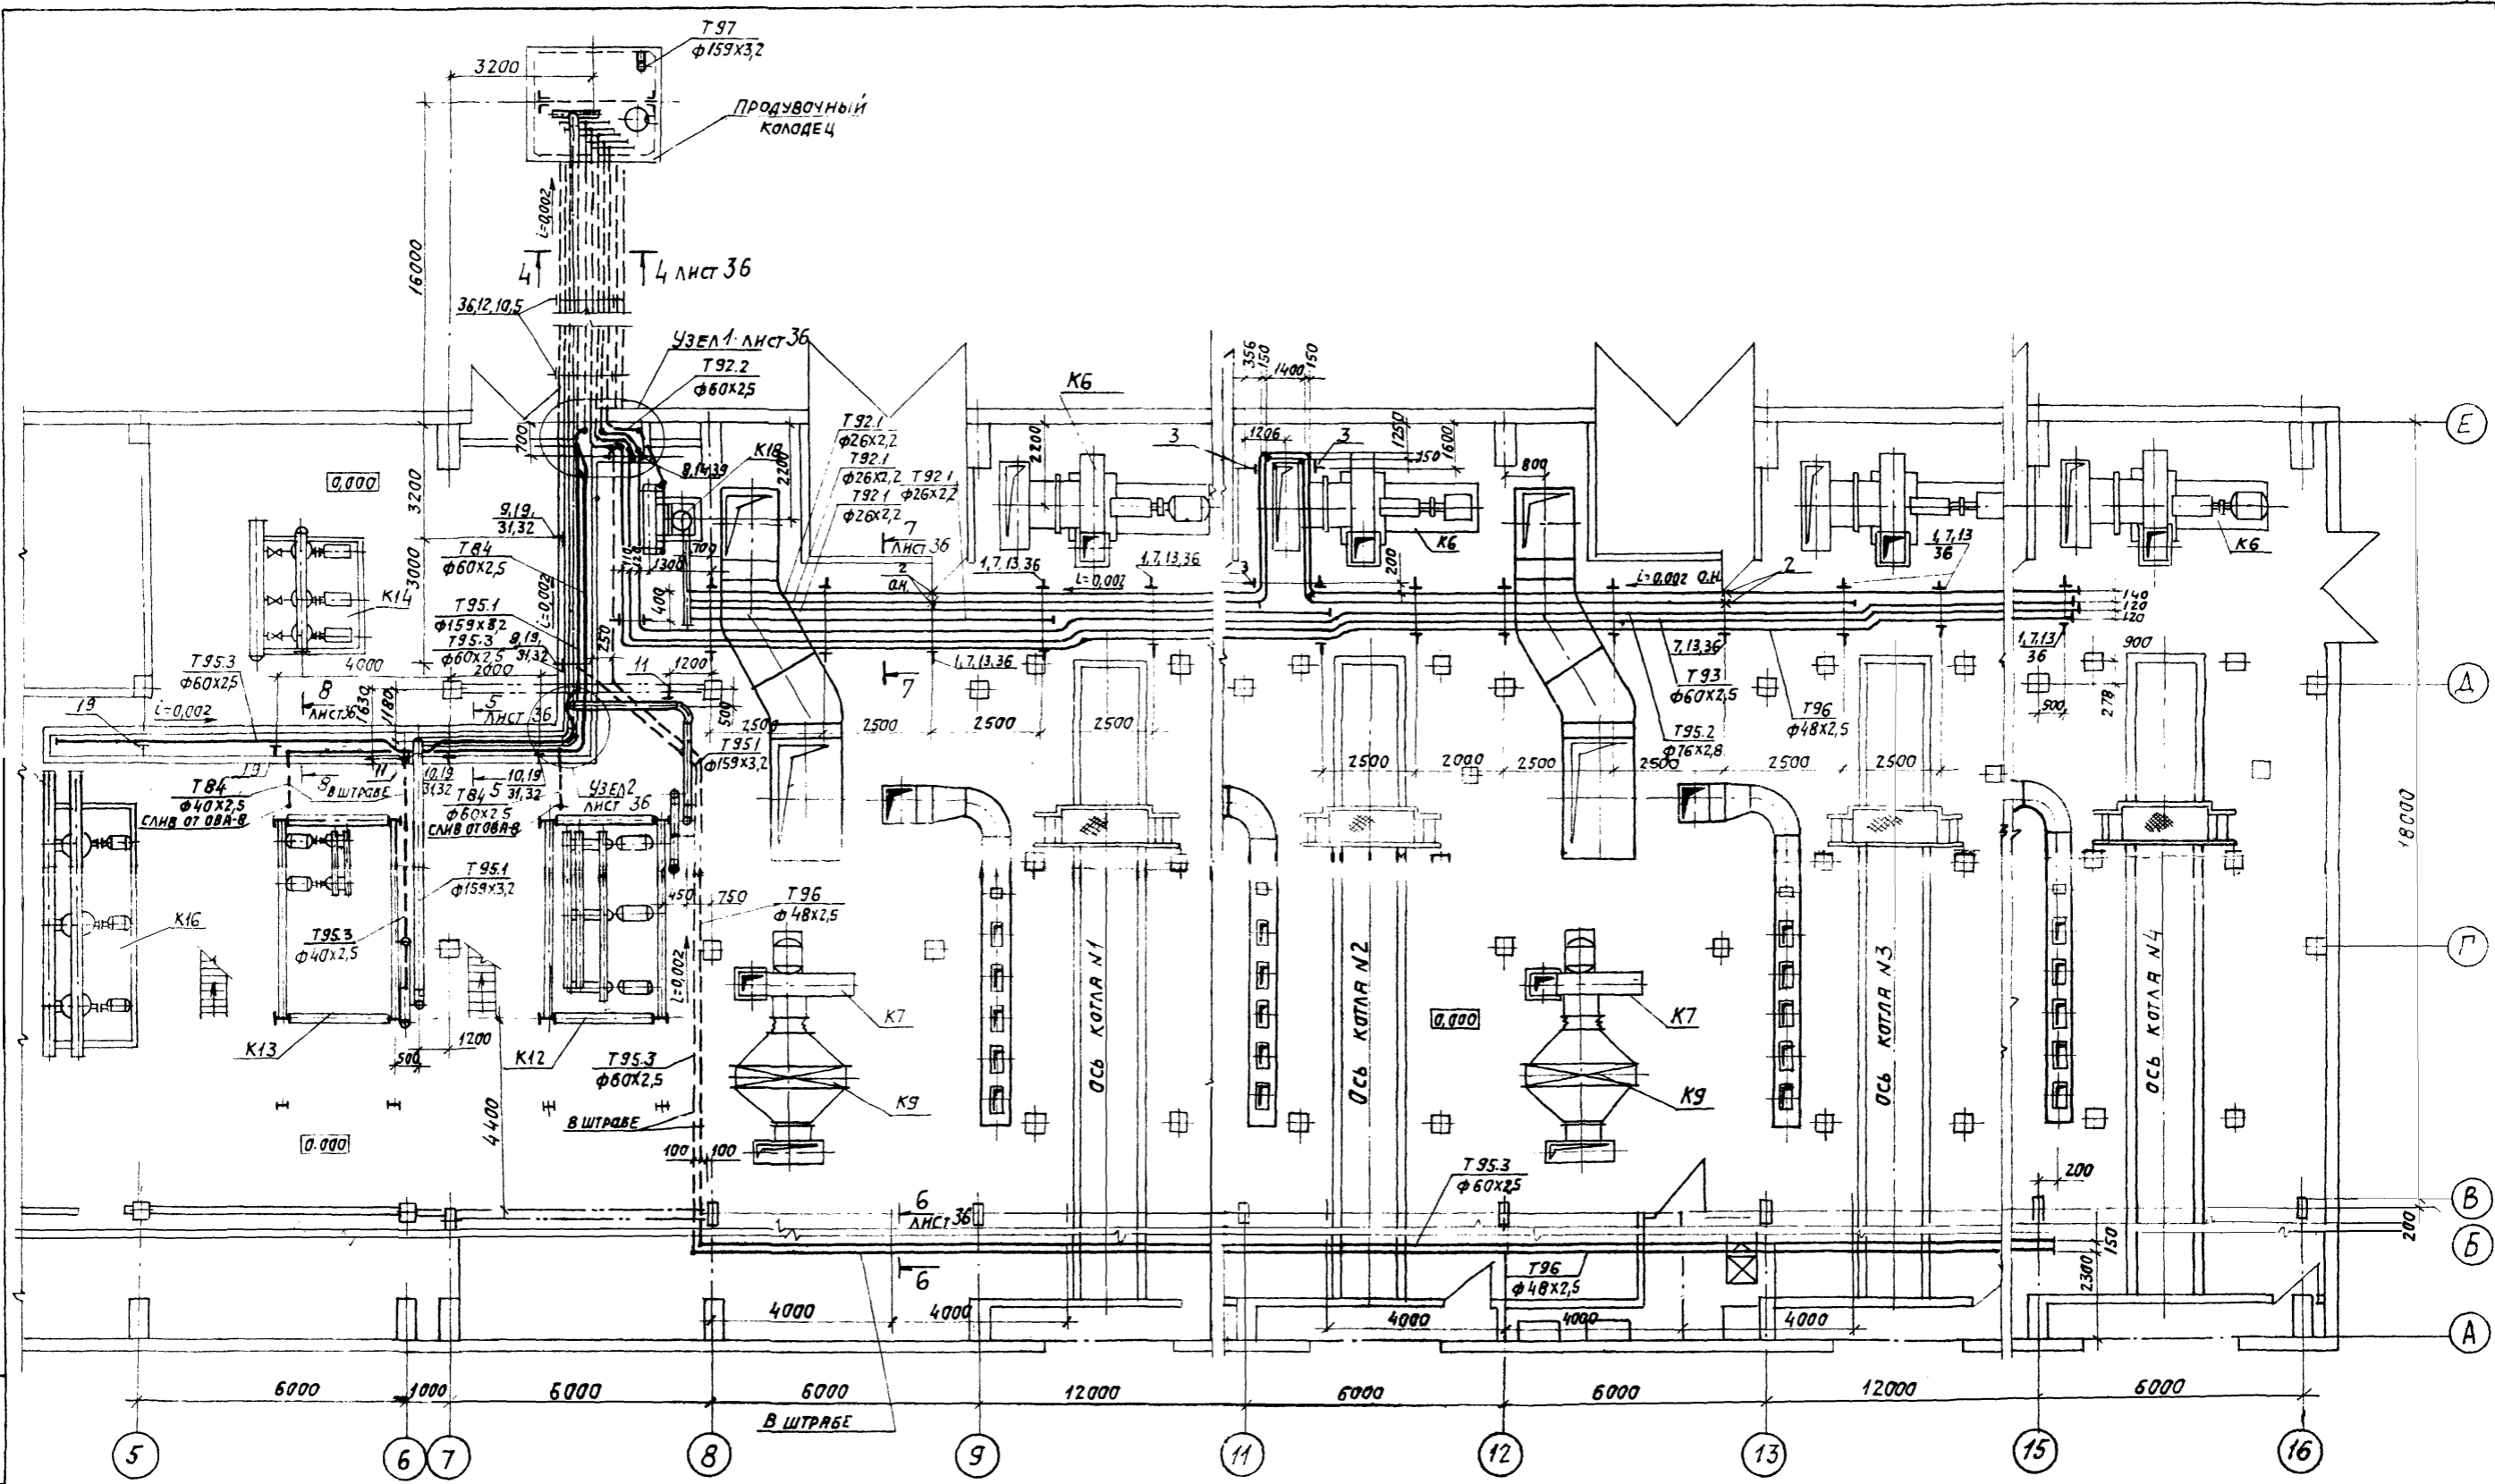 Т97
ф159х3,2
3200
ПРОДУВОЧНЫЙ
КОЛОДЕЦ
i=0,002
16000
4
4 ЛИСТ 36
36,12,10,5
УЗЕЛ 1 ЛИСТ 36
Т92.2
ф60х2,5
356
150
1400
150
К6
Е
700
Т92.1
ф26х2,2
Т92.1
ф26х2,2
Т92.1
ф26х2,2
Т92.1
ф26х2,2
К18
2200
2200
3
1206
3
1250
1600
150
800
0,000
3200
9,19,
31,32
Т84
ф60х2,5
3000
i=0,002
К14
Т95.1
ф159х3,2
Т95.3
ф60х2,5
9,19,
31,32
250
1300
700
400
7
ЛИСТ 36
2
О.Н.
1,7,13,36
i=0,002
1,7,13,36
3
200
К6
i=0,002 О.Н.
2
1,7,13
36
К6
140
120
120
1,7,13
36
900
Т95.3
ф60х2,5
4000
2000
11
1200
1,7,13,36
7
7,13,36
Т93
ф60х2,5
Т96
ф48х2,5
Т95.2
ф76х2,8
500
278
Д
19
i=0,002
8
ЛИСТ 36
1630
1180
5
ЛИСТ 36
500
2500
2500
2500
2500
2500
2000
2500
2500
2500
2500
Т95.1
ф159х3,2
Т84
ф40х2,5
СЛИВ ОТ ОВА-8
19
8
В ШТРАБЕ
11
10,19
31,32
Т84
ф60х2,5
СЛИВ ОТ ОВА-8
5
10,19
31,32
УЗЕЛ 2
ЛИСТ 36
18000
Т95.1
ф159х3,2
К16
Т95.3
ф40х2,5
450
750
Т96
ф48х2,5
i=0,002
ОСЬ КОТЛА N1
ОСЬ КОТЛА N2
ОСЬ КОТЛА N3
ОСЬ КОТЛА N4
Г
К7
0,000
К7
К13
500
1200
К12
Т95.3
ф60х2,5
К9
К9
4400
В ШТРАБЕ
0.000
100
100
Т95.3
ф60х2,5
200
6
ЛИСТ 36
6
В
200
150
Б
Т96
ф48х2,5
2300
4000
4000
4000
4000
4000
А
6000
1000
6000
6000
12000
6000
6000
12000
6000
В ШТРАБЕ
5
6
7
8
9
11
12
13
15
16